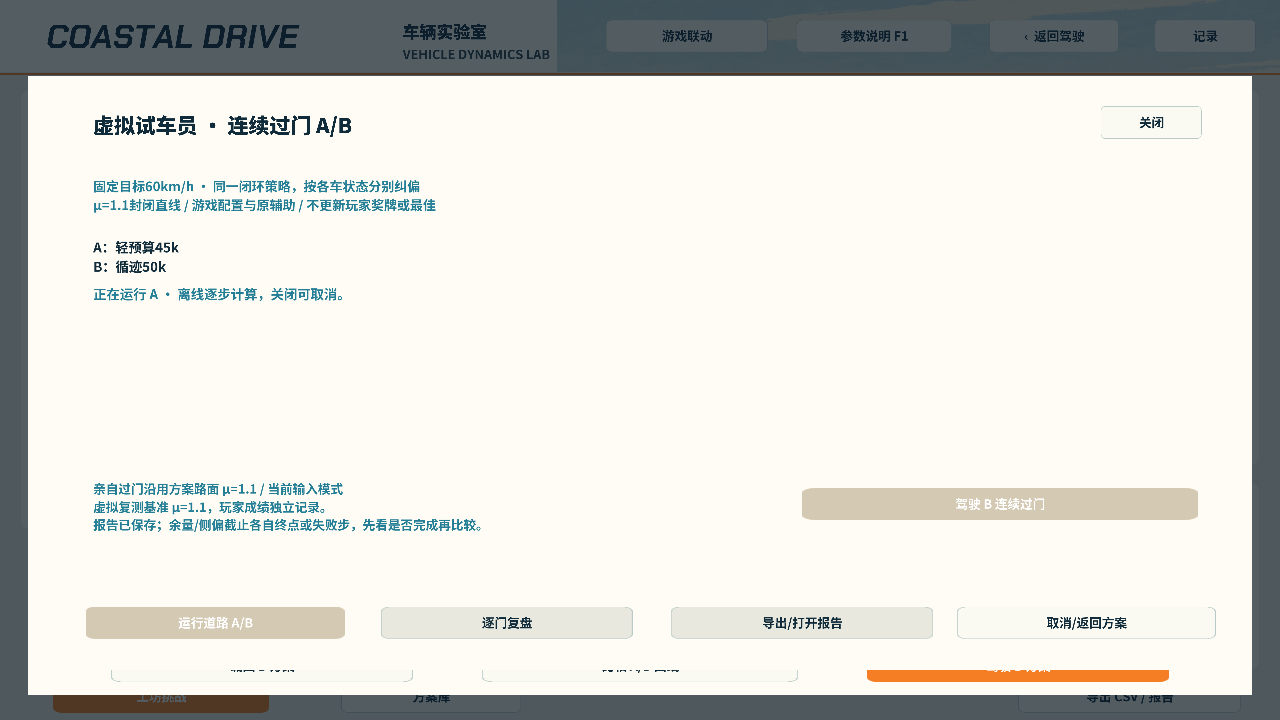 COASTAL DRIVE
车辆实验室
VEHICLE DYNAMICS LAB
游戏联动
参数说明 F1
‹ 返回驾驶
记录
虚拟试车员 · 连续过门 A/B
关闭
固定目标60km/h · 同一闭环策略，按各车状态分别纠偏
μ=1.1封闭直线 / 游戏配置与原辅助 / 不更新玩家奖牌或最佳
A：轻预算45k
B：循迹50k
正在运行 A · 离线逐步计算，关闭可取消。
亲自过门沿用方案路面 μ=1.1 / 当前输入模式
虚拟复测基准 μ=1.1，玩家成绩独立记录。
报告已保存；余量/侧偏截止各自终点或失败步，先看是否完成再比较。
驾驶 B 连续过门
运行道路 A/B
逐门复盘
导出/打开报告
取消/返回方案
工坊挑战
方案库
导出 CSV / 报告